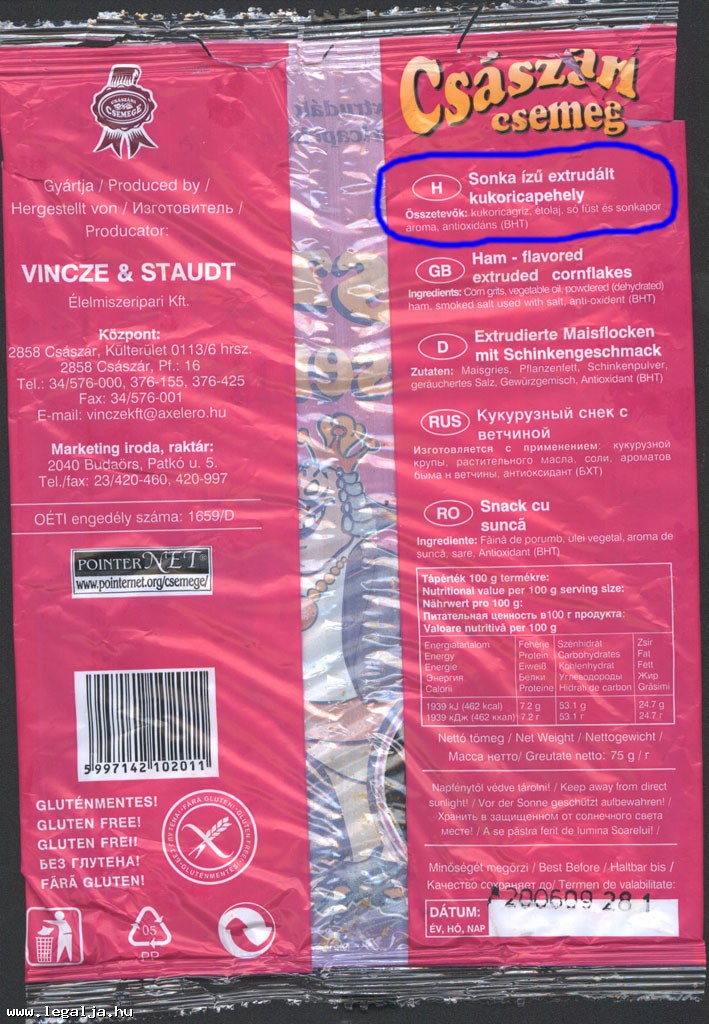 CSÁSZÁRI
CSEMEGE
Gyártja / Produced by /
Hergestellt von / Изготовитель /
Producator:
VINCZE & STAUDT
Élelmiszeripari Kft.
Központ:
2858 Császár, Külterület 0113/6 hrsz.
2858 Császár, Pf.: 16
Tel.: 34/576-000, 376-155, 376-425
Fax: 34/576-001
E-mail: vinczekft@axelero.hu
Marketing iroda, raktár:
2040 Budaörs, Patkó u. 5.
Tel./fax: 23/420-460, 420-997
OÉTI engedély száma: 1659/D
POINTERNET®
www.pointernet.org/csemege/
5 997142 102011
GLUTÉNMENTES!
GLUTEN FREE!
GLUTEN FREI!
БЕЗ ГЛУТЕНА!
FĂRĂ GLUTEN!
05
PP
Császári
csemeg
H
Sonka ízű extrudált
kukoricapehely
Összetevők: kukoricagríz, étolaj, só füst és sonkapor
aroma, antioxidáns (BHT)
GB
Ham - flavored
extruded cornflakes
Ingredients: Corn grits, vegetable oil, powdered (dehydrated)
ham, smoked salt used with salt, anti-oxident (BHT)
D
Extrudierte Maisflocken
mit Schinkengeschmack
Zutaten: Maisgries, Pflanzenfett, Schinkenpulver,
geräuchertes Salz, Gewürzgemisch, Antioxidant (BHT)
RUS
Кукурузный снек с
ветчиной
Изготовляется с применением: кукурузной
крупы, растительного масла, соли, ароматов
быма н ветчины, антиоксидант (БХТ)
RO
Snack cu
suncă
Ingrediente: Făină de porumb, ulei vegetal, aroma de
suncă, sare, Antioxidant (BHT)
Tápérték 100 g termékre:
Nutritional value per 100 g serving size:
Nährwert pro 100 g:
Питательная ценность в100 г продукта:
Valoare nutritivă per 100 g
Energiatartalom Fehérje Szénhidrát Zsír
Energy Protein Carbohydrates Fat
Energie Eiweiß Kohlenhydrat Fett
Энергия Белки Углеводороды Жир
Calorii Proteine Hidrati de carbon Grăsimi
1939 kJ (462 kcal) 7.2 g 53.1 g 24.7 g
1939 кДж (462 ккал) 7.2 г 53.1 г 24.7 г
Nettó tömeg / Net Weight / Nettogewicht /
Масса нетто/ Greutate netto: 75 g / г
Napfénytől védve tárolni! / Keep away from direct
sunlight! / Vor der Sonne geschützt aufbewahren! /
Хранить в защищенном от солнечного света
месте! / A se păstra ferit de lumina Soarelui! /
Minőségét megőrzi / Best Before / Haltbar bis /
Качество сохраняет до/ Termen de valabilitate:
DÁTUM:
ÉV, HÓ, NAP
200609 28 1
www.legalja.hu